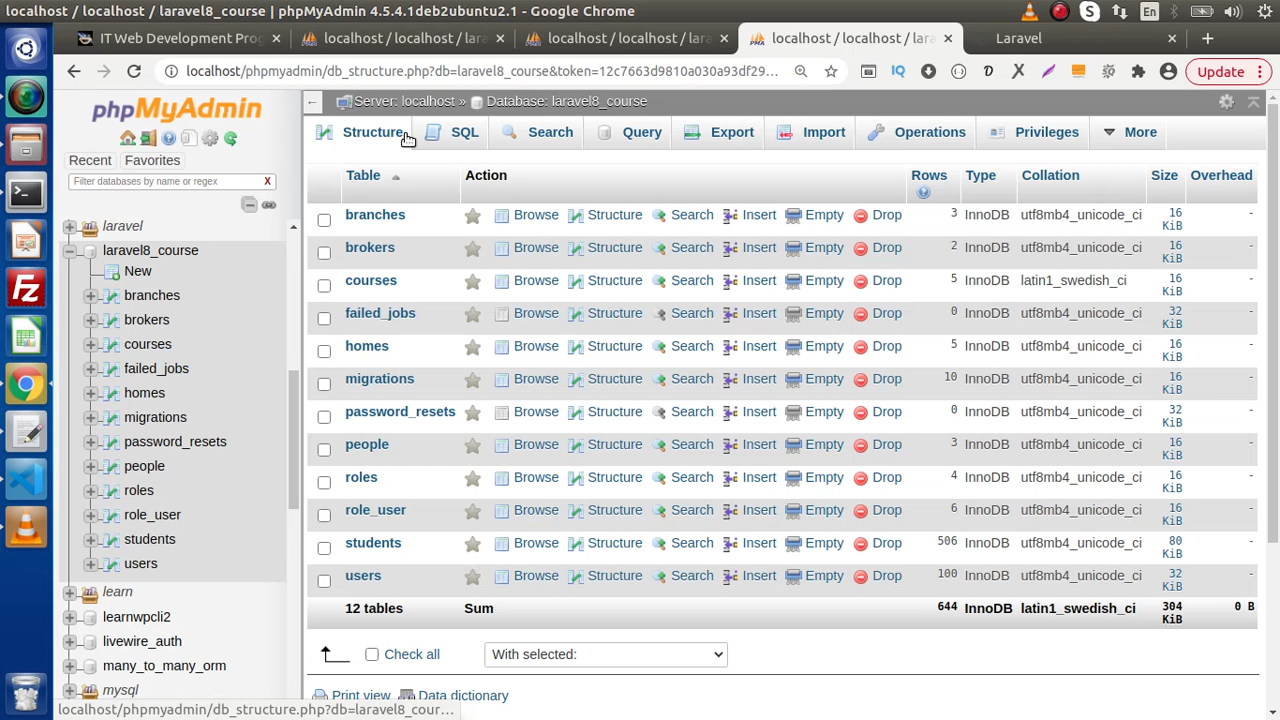 localhost / localhost / laravel8_course | phpMyAdmin 4.5.4.1deb2ubuntu2.1 - Google Chrome
En
IT Web Development Pro
localhost / localhost / lara
localhost / localhost / lara
localhost / localhost / lara
Laravel
localhost/phpmyadmin/db_structure.php?db=laravel8_course&token=12c7663d9810a030a93df29...
Update
phpMyAdmin
Recent
Favorites
Filter databases by name or regex
X
laravel
laravel8_course
New
branches
brokers
courses
failed_jobs
homes
migrations
password_resets
people
roles
role_user
students
users
learn
learnwpcli2
livewire_auth
many_to_many_orm
mysql
Server: localhost » Database: laravel8_course
Structure SQL Search Query Export Import Operations Privileges More
Table Action Rows Type Collation Size Overhead
branches Browse Structure Search Insert Empty Drop 3 InnoDB utf8mb4_unicode_ci 16 KiB -
brokers Browse Structure Search Insert Empty Drop 2 InnoDB utf8mb4_unicode_ci 16 KiB -
courses Browse Structure Search Insert Empty Drop 5 InnoDB latin1_swedish_ci 16 KiB -
failed_jobs Browse Structure Search Insert Empty Drop 0 InnoDB utf8mb4_unicode_ci 32 KiB -
homes Browse Structure Search Insert Empty Drop 5 InnoDB utf8mb4_unicode_ci 16 KiB -
migrations Browse Structure Search Insert Empty Drop 10 InnoDB utf8mb4_unicode_ci 16 KiB -
password_resets Browse Structure Search Insert Empty Drop 0 InnoDB utf8mb4_unicode_ci 32 KiB -
people Browse Structure Search Insert Empty Drop 3 InnoDB utf8mb4_unicode_ci 16 KiB -
roles Browse Structure Search Insert Empty Drop 4 InnoDB utf8mb4_unicode_ci 16 KiB -
role_user Browse Structure Search Insert Empty Drop 6 InnoDB utf8mb4_unicode_ci 16 KiB -
students Browse Structure Search Insert Empty Drop 506 InnoDB utf8mb4_unicode_ci 80 KiB -
users Browse Structure Search Insert Empty Drop 100 InnoDB utf8mb4_unicode_ci 32 KiB -
12 tables Sum 644 InnoDB latin1_swedish_ci 304 KiB 0 B
Check all With selected:
Print view Data dictionary
localhost/phpmyadmin/db_structure.php?db=laravel8_cour...